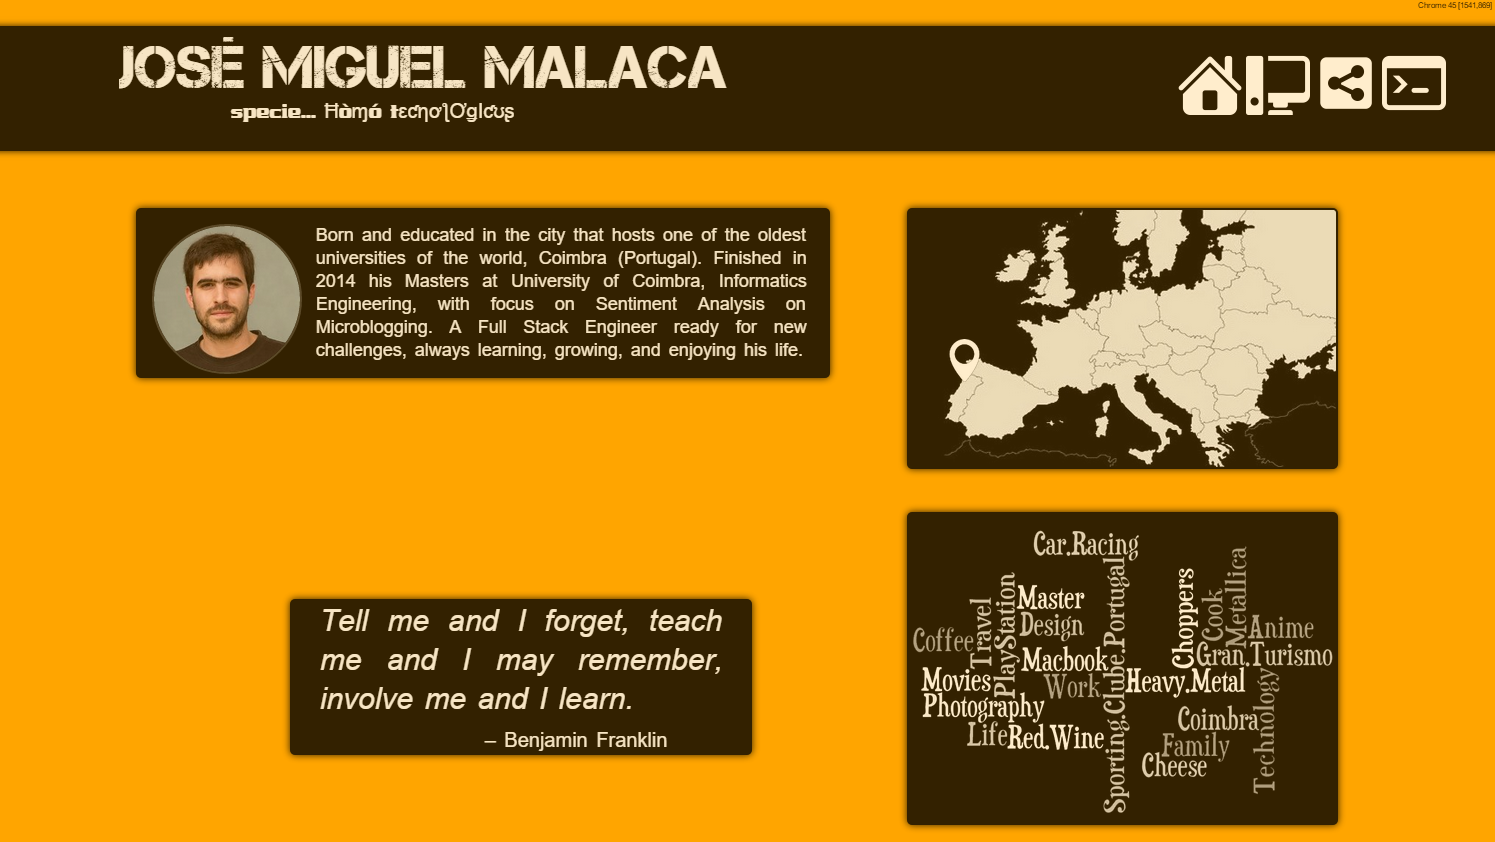 Chrome 45 [1541,869]
JOSÉ MIGUEL MALACA
specie... Ħòɱó ŧεƈɳơƖƠgIcʋʂ
Born and educated in the city that hosts one of the oldest
universities of the world, Coimbra (Portugal). Finished in
2014 his Masters at University of Coimbra, Informatics
Engineering, with focus on Sentiment Analysis on
Microblogging. A Full Stack Engineer ready for new
challenges, always learning, growing, and enjoying his life.
Tell me and I forget, teach
me and I may remember,
involve me and I learn.
– Benjamin Franklin
Car.Racing
Master
Design
Coffee
Travel
PlayStation
Macbook
Movies
Work
Photography
Life
Red.Wine
Sporting.Clube.Portugal
Choppers
Cook
Metallica
Anime
Gran.Turismo
Heavy.Metal
Coimbra
Family
Cheese
Technology